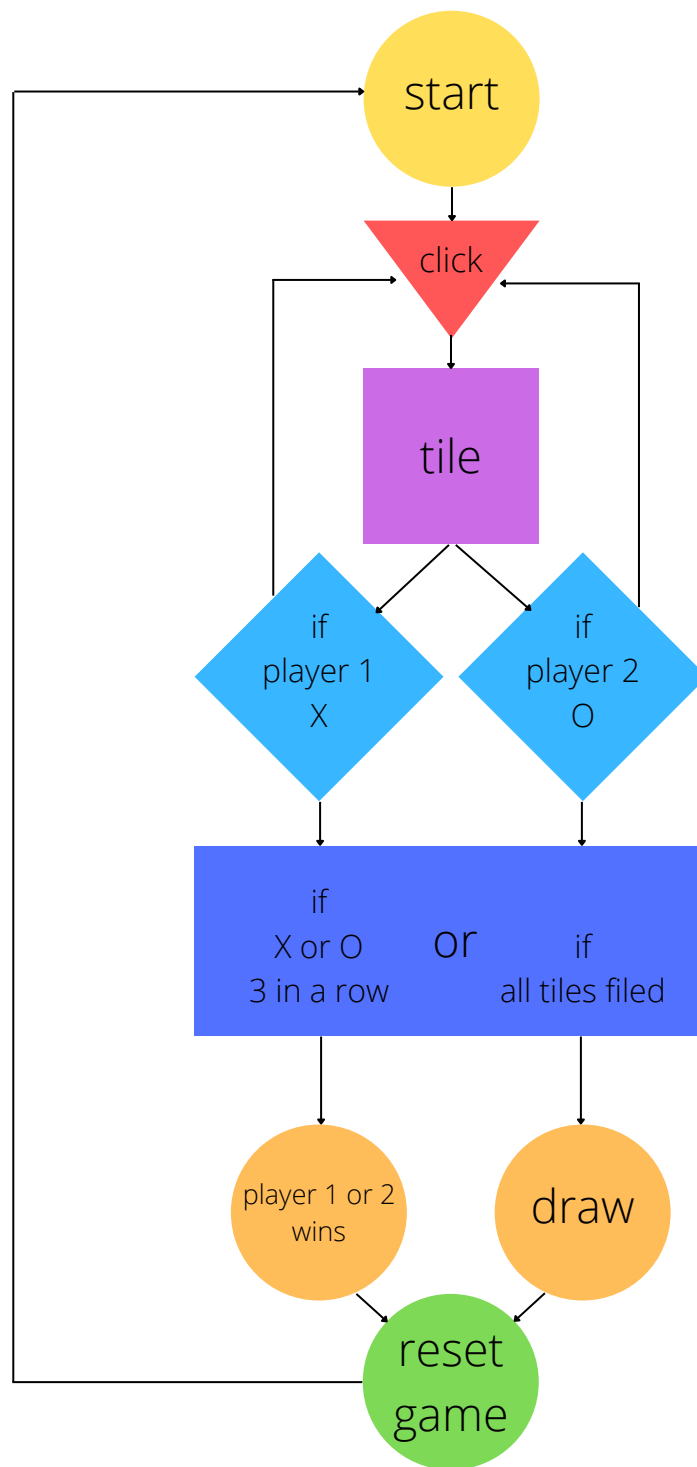 start
click
tile
if
player 1
X
if
player 2
O
if
X or O
3 in a row
or
if
all tiles filed
player 1 or 2
wins
draw
reset
game